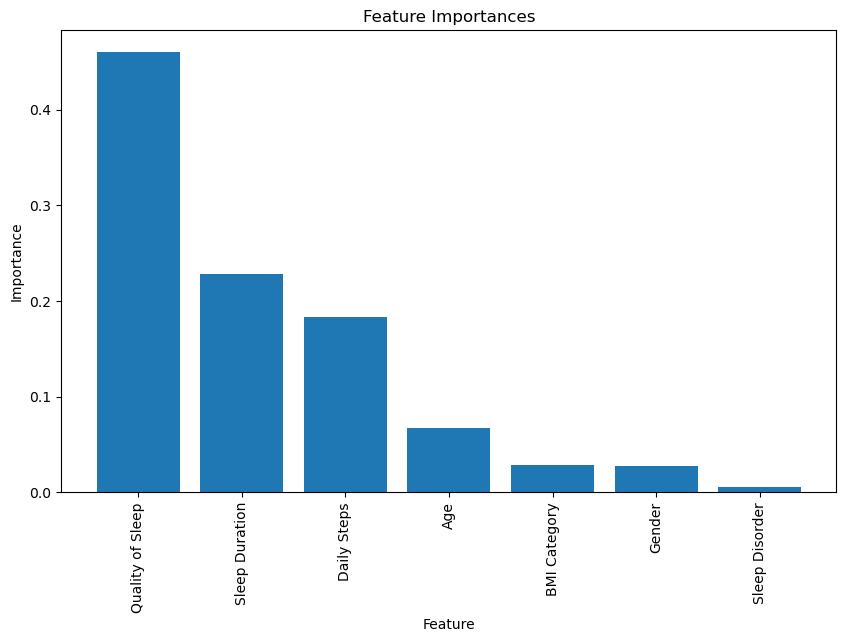 Feature Importances
Importance
0.4
0.3
0.2
0.1
0.0
Quality of Sleep
Sleep Duration
Daily Steps
Age
BMI Category
Gender
Sleep Disorder
Feature